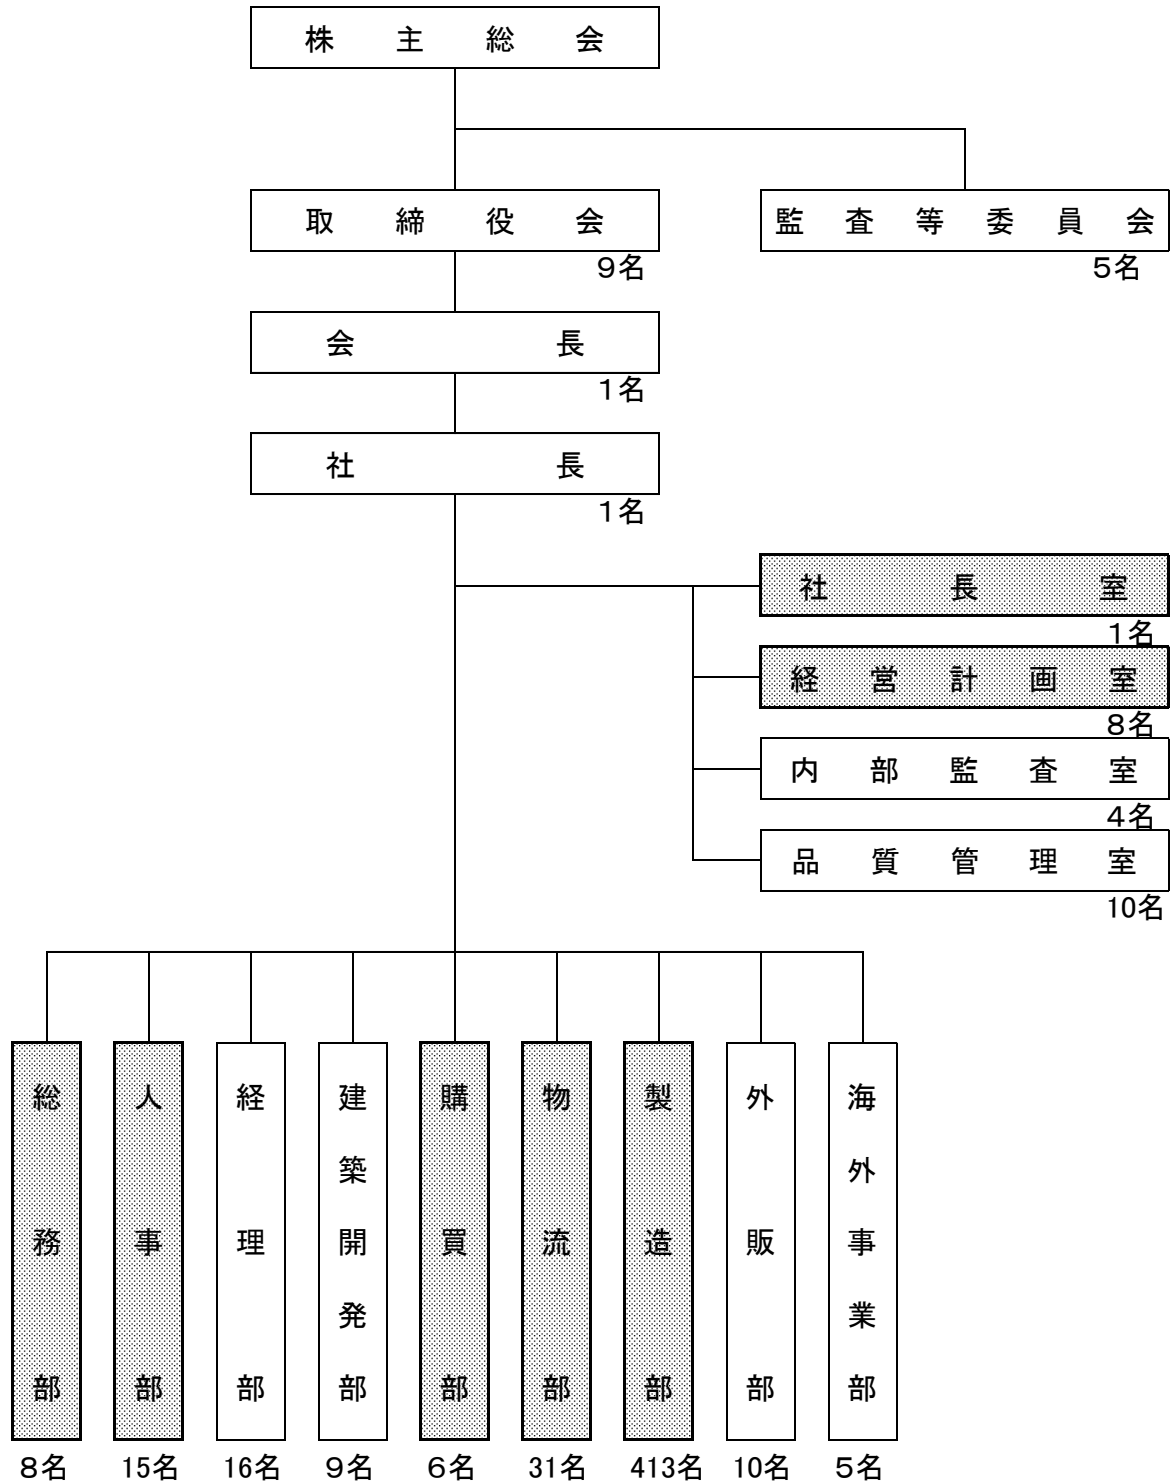 株主総会
取締役会
監査等委員会
9名
5名
会長
1名
社長
1名
社長室
1名
経営計画室
8名
内部監査室
4名
品質管理室
10名
総務部
人事部
経理部
建築開発部
購買部
物流部
製造部
外販部
海外事業部
8名
15名
16名
9名
6名
31名
413名
10名
5名